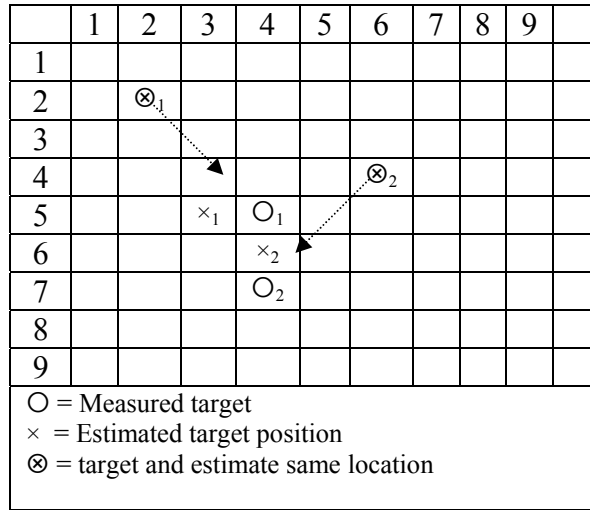 1 2 3 4 5 6 7 8 9
1
2 ⊗1
3
4 ⊗2
5 ×1 O1
6 ×2
7 O2
8
9
O = Measured target
× = Estimated target position
⊗ = target and estimate same location